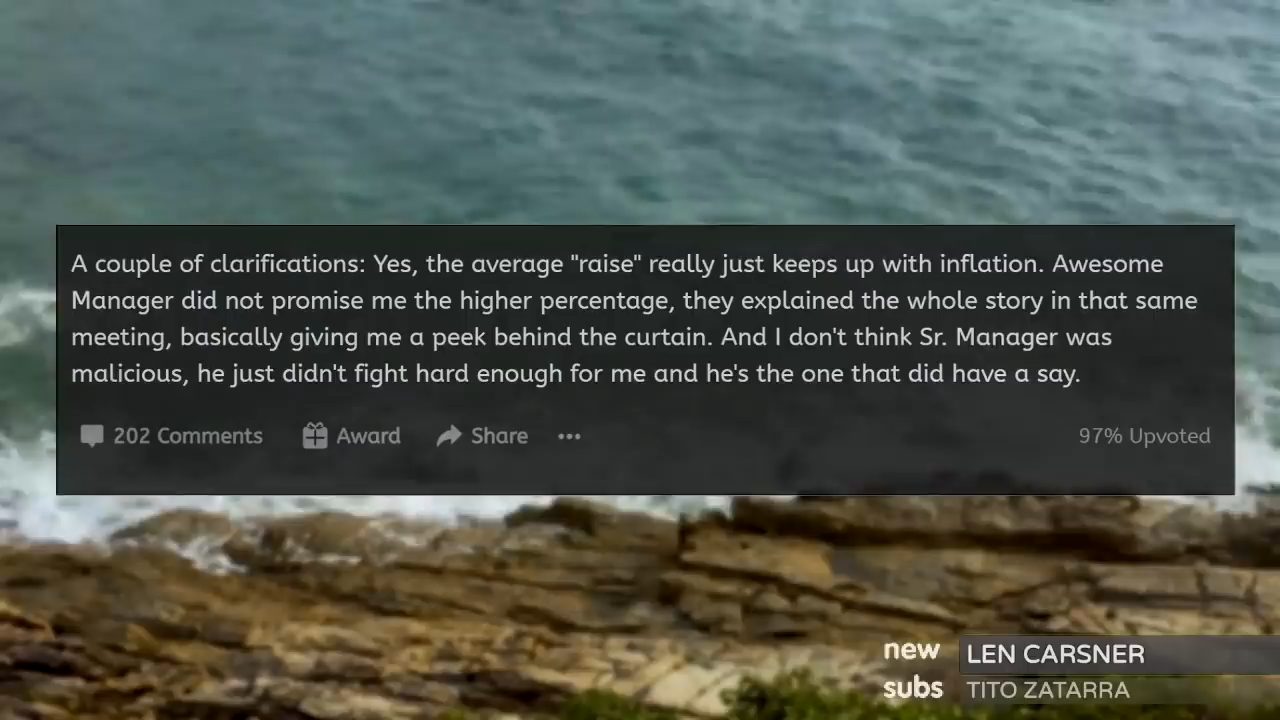 A couple of clarifications: Yes, the average "raise" really just keeps up with inflation. Awesome
Manager did not promise me the higher percentage, they explained the whole story in that same
meeting, basically giving me a peek behind the curtain. And I don't think Sr. Manager was
malicious, he just didn't fight hard enough for me and he's the one that did have a say.
202 Comments Award Share ••• 97% Upvoted
new LEN CARSNER
subs TITO ZATARRA